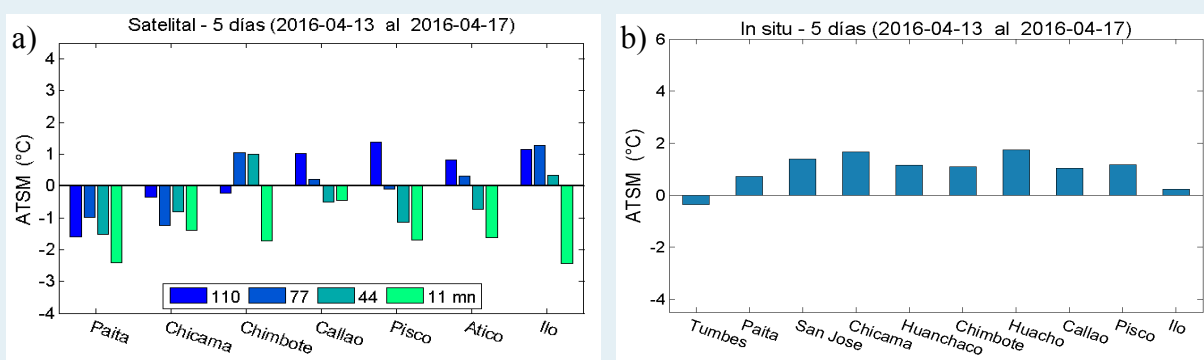 a)
Satelital - 5 días (2016-04-13 al 2016-04-17)
ATSM (°C)
4
3
2
1
0
-1
-2
-3
-4
110 77 44 11 mn
Paita Chicama Chimbote Callao Pisco Atico Ilo
b)
In situ - 5 días (2016-04-13 al 2016-04-17)
ATSM (°C)
6
4
2
0
-2
-4
Tumbes Paita San Jose Chicama Huanchaco Chimbote Huacho Callao Pisco Ilo